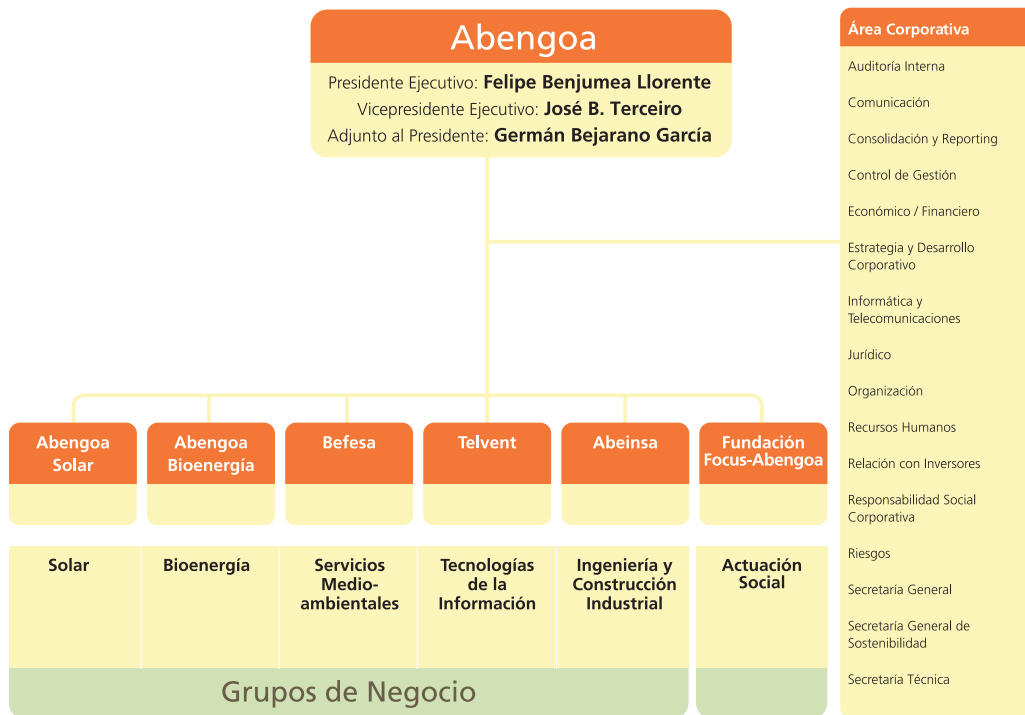 Abengoa
Presidente Ejecutivo: Felipe Benjumea Llorente
Vicepresidente Ejecutivo: José B. Terceiro
Adjunto al Presidente: Germán Bejarano García
Área Corporativa
Auditoría Interna
Comunicación
Consolidación y Reporting
Control de Gestión
Económico / Financiero
Estrategia y Desarrollo
Corporativo
Informática y
Telecomunicaciones
Jurídico
Organización
Recursos Humanos
Relación con Inversores
Responsabilidad Social
Corporativa
Riesgos
Secretaría General
Secretaría General de
Sostenibilidad
Secretaría Técnica
Abengoa
Solar
Abengoa
Bioenergía
Befesa
Telvent
Abeinsa
Fundación
Focus-Abengoa
Solar
Bioenergía
Servicios
Medio-
ambientales
Tecnologías
de la
Información
Ingeniería y
Construcción
Industrial
Actuación
Social
Grupos de Negocio